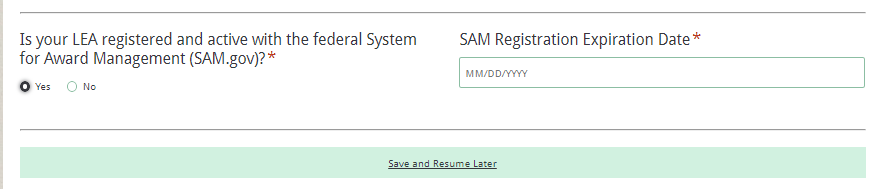 Is your LEA registered and active with the federal System
for Award Management (SAM.gov)?*
Yes No
SAM Registration Expiration Date*
MM/DD/YYYY
Save and Resume Later